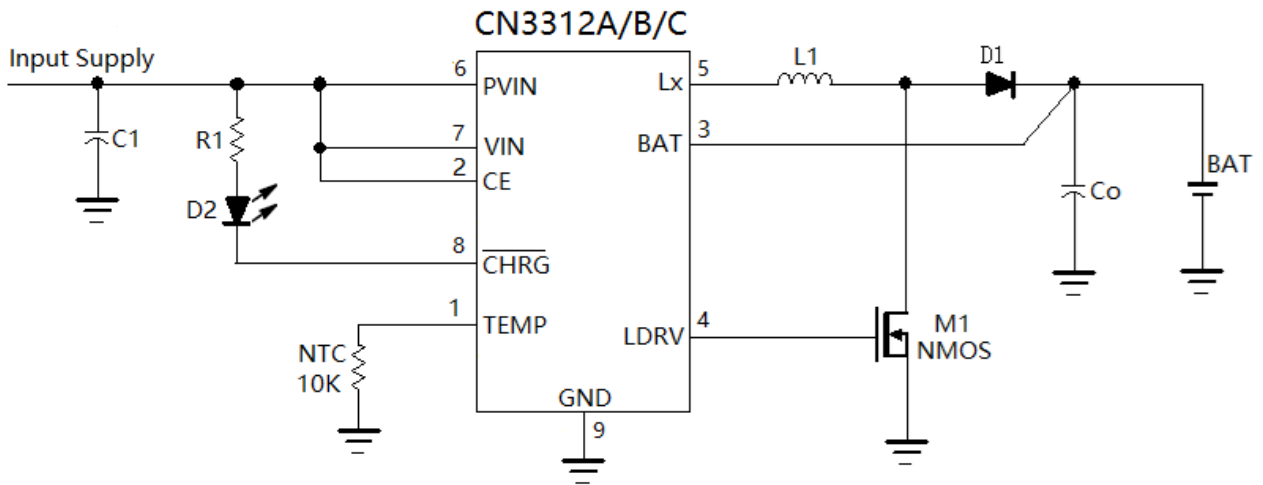 CN3312A/B/C
Input Supply
6
PVIN
Lx
5
L1
D1
C1
R1
7
VIN
BAT
3
2
CE
BAT
D2
Co
8
CHRG
1
TEMP
LDRV
4
M1
NMOS
NTC
10K
GND
9